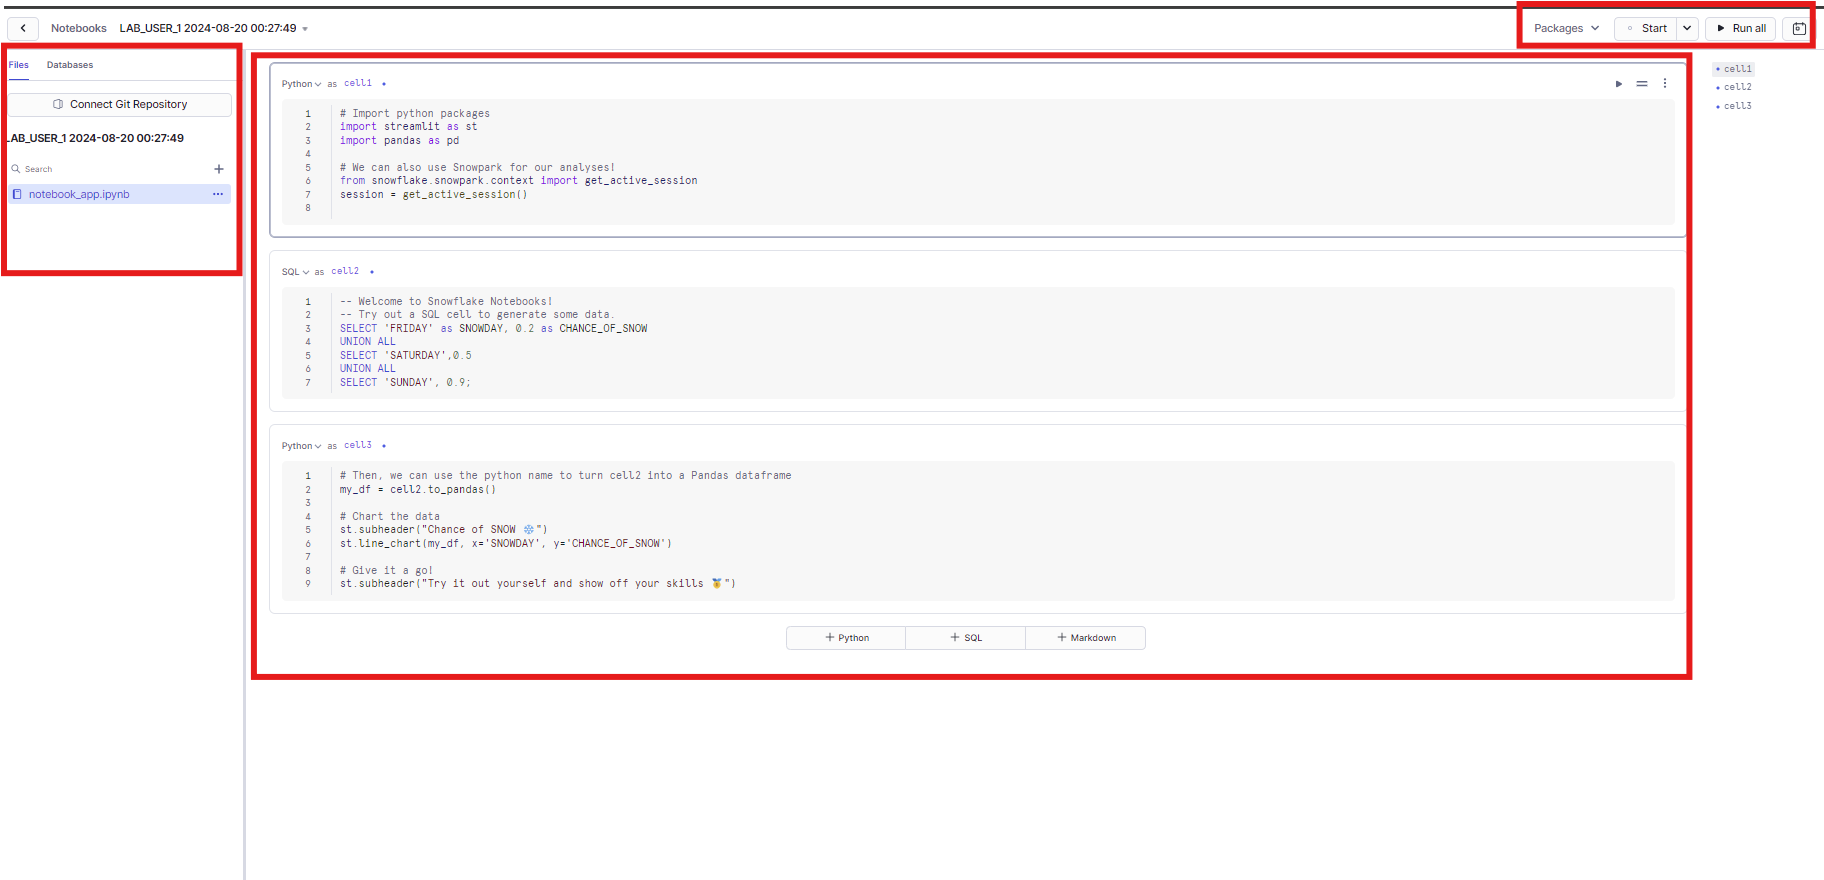 Notebooks LAB_USER_1 2024-08-20 00:27:49
Packages Start Run all
Files Databases
Connect Git Repository
LAB_USER_1 2024-08-20 00:27:49
Search
notebook_app.ipynb
Python as cell1
1 # Import python packages
2 import streamlit as st
3 import pandas as pd
4
5 # We can also use Snowpark for our analyses!
6 from snowflake.snowpark.context import get_active_session
7 session = get_active_session()
8
SQL as cell2
1 -- Welcome to Snowflake Notebooks!
2 -- Try out a SQL cell to generate some data.
3 SELECT 'FRIDAY' as SNOWDAY, 0.2 as CHANCE_OF_SNOW
4 UNION ALL
5 SELECT 'SATURDAY',0.5
6 UNION ALL
7 SELECT 'SUNDAY', 0.9;
Python as cell3
1 # Then, we can use the python name to turn cell2 into a Pandas dataframe
2 my_df = cell2.to_pandas()
3
4 # Chart the data
5 st.subheader("Chance of SNOW ❄️")
6 st.line_chart(my_df, x='SNOWDAY', y='CHANCE_OF_SNOW')
7
8 # Give it a go!
9 st.subheader("Try it out yourself and show off your skills 🥇")
+ Python + SQL + Markdown
cell1
cell2
cell3